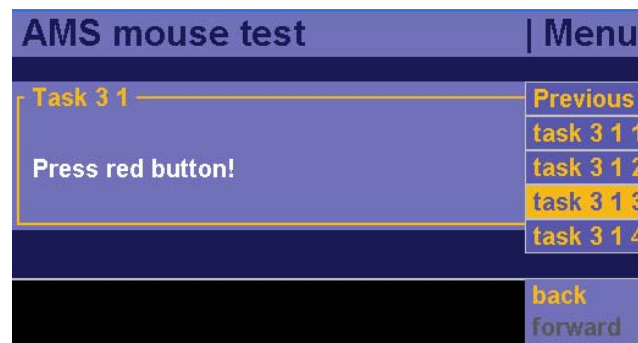 AMS mouse test | Menu
Task 3 1
Press red button!
Previous
task 3 1 1
task 3 1 2
task 3 1 3
task 3 1 4
back
forward